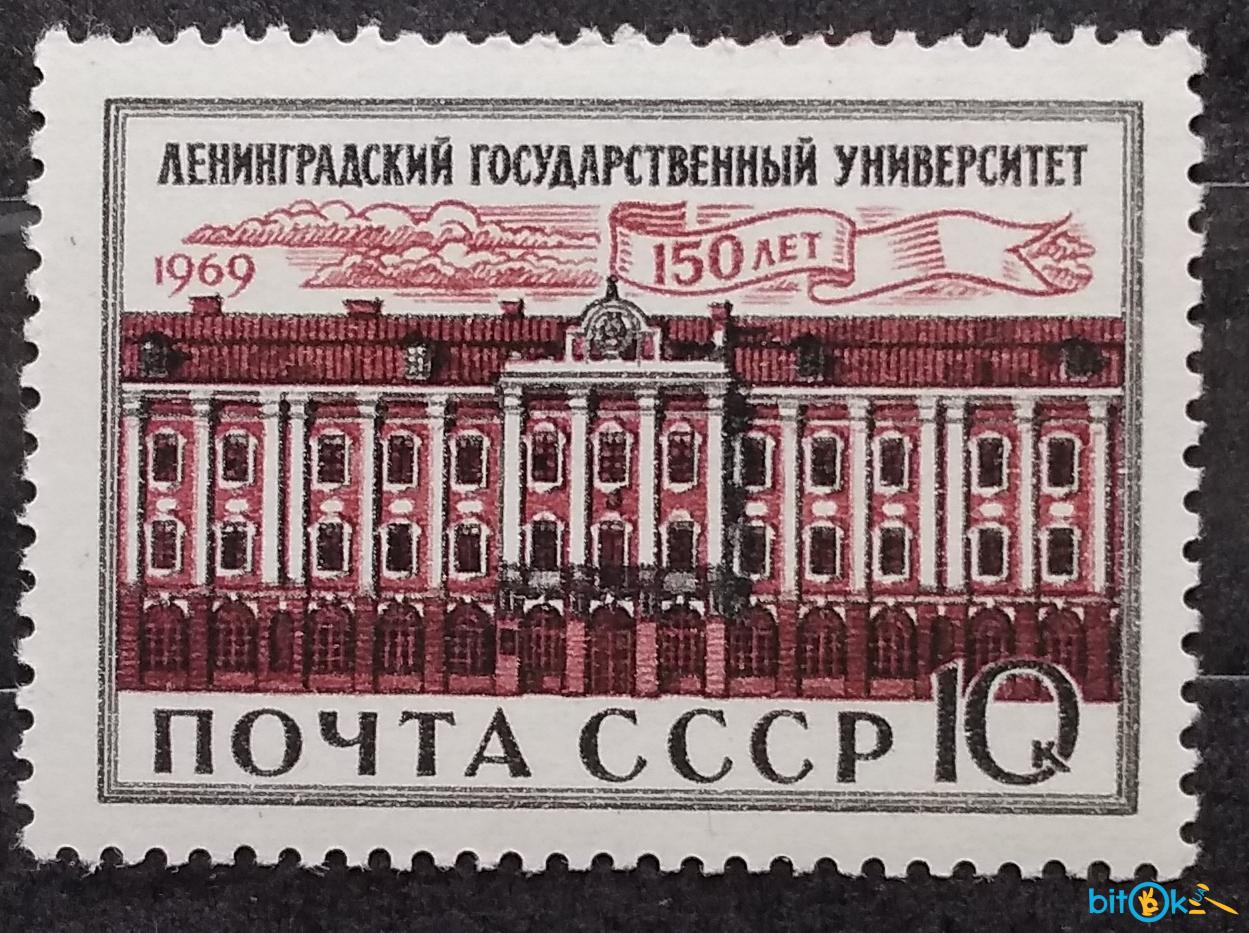 ЛЕНИНГРАДСКИЙ ГОСУДАРСТВЕННЫЙ УНИВЕРСИТЕТ
150 ЛЕТ
1969
ПОЧТА СССР 10 к
bitOk